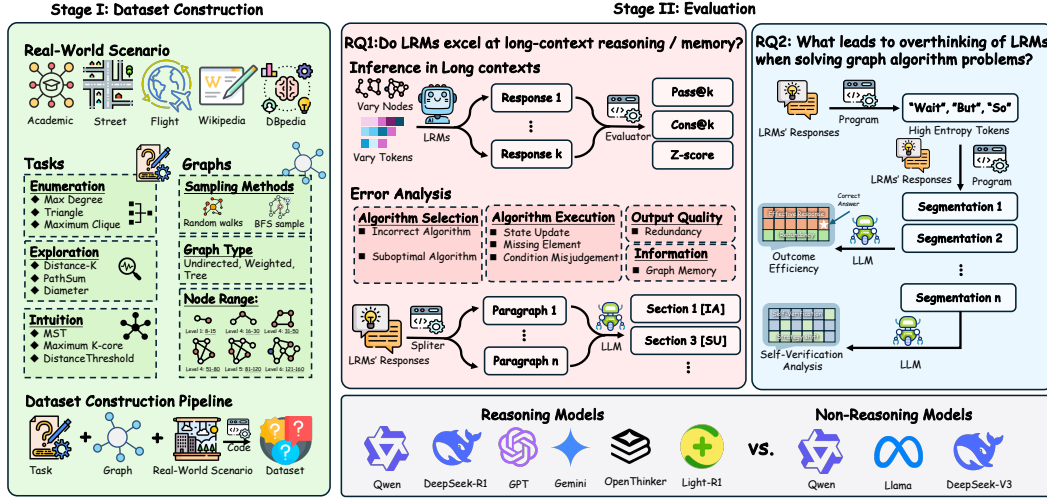 Stage I: Dataset Construction
Stage II: Evaluation
Real-World Scenario
Academic
Street
Flight
Wikipedia
DBpedia
Tasks
Enumeration
Max Degree
Triangle
Maximum Clique
Exploration
Distance-K
PathSum
Diameter
Intuition
MST
Maximum K-core
DistanceThreshold
Graphs
Sampling Methods
Random walks
BFS sample
Graph Type
Undirected, Weighted,
Tree
Node Range:
Level 1: 8-15
Level 4: 16-30
Level 4: 31-50
Level 4: 51-80
Level 5: 81-120
Level 6: 121-160
Dataset Construction Pipeline
Task
+
Graph
+
Real-World Scenario
Code
Dataset
RQ1:Do LRMs excel at long-context reasoning / memory?
Inference in Long contexts
Vary Nodes
Vary Tokens
LRMs
Response 1
⋮
Response k
Evaluator
Pass@k
Cons@k
Z-score
Error Analysis
Algorithm Selection
Incorrect Algorithm
Suboptimal Algorithm
Algorithm Execution
State Update
Missing Element
Condition Misjudgement
Output Quality
Redundancy
Information
Graph Memory
LRMs' Responses
Spliter
Paragraph 1
⋮
Paragraph n
LLM
Section 1 [IA]
Section 3 [SU]
⋮
RQ2: What leads to overthinking of LRMs
when solving graph algorithm problems?
LRMs' Responses
Program
"Wait", "But", "So"
High Entropy Tokens
LRMs' Responses
Program
Correct
Answer
Outcome
Efficiency
LLM
Segmentation 1
Segmentation 2
Segmentation n
Self-Verification
Analysis
LLM
Reasoning Models
Qwen
DeepSeek-R1
GPT
Gemini
OpenThinker
Light-R1
vs.
Non-Reasoning Models
Qwen
Llama
DeepSeek-V3